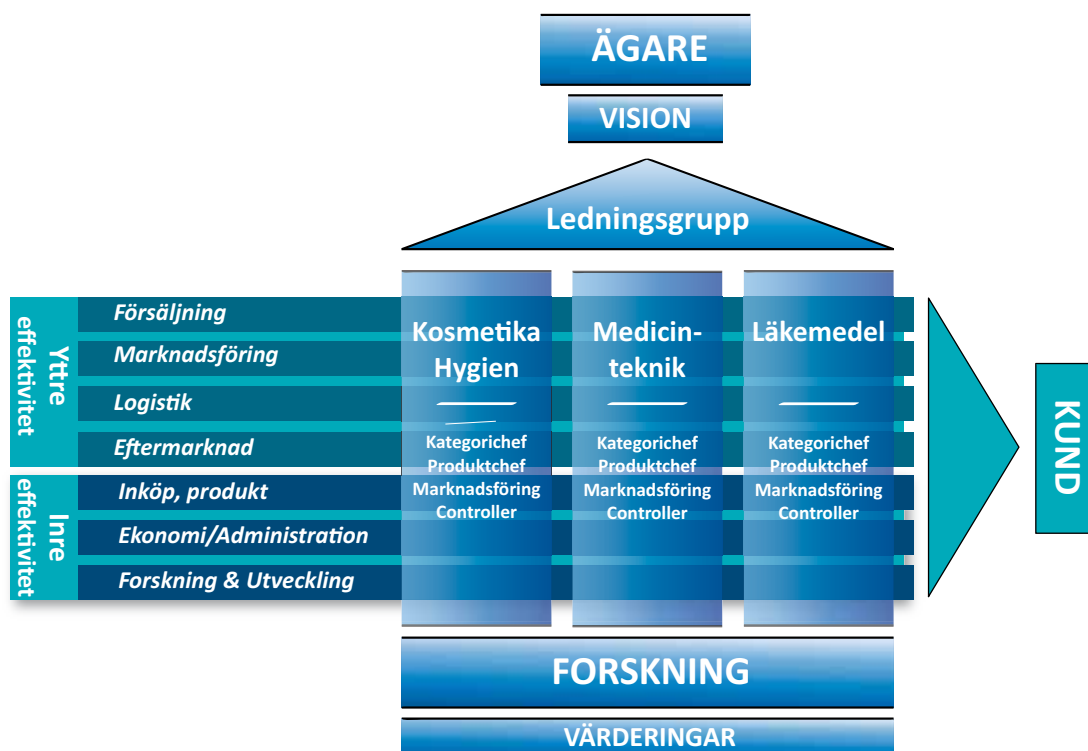 ÄGARE
VISION
Ledningsgrupp
Yttre
effektivitet
Försäljning
Marknadsföring
Logistik
Eftermarknad
Inre
effektivitet
Inköp, produkt
Ekonomi/Administration
Forskning & Utveckling
Kosmetika
Hygien
Kategorichef
Produktchef
Marknadsföring
Controller
Medicin-
teknik
Kategorichef
Produktchef
Marknadsföring
Controller
Läkemedel
Kategorichef
Produktchef
Marknadsföring
Controller
KUND
FORSKNING
VÄRDERINGAR